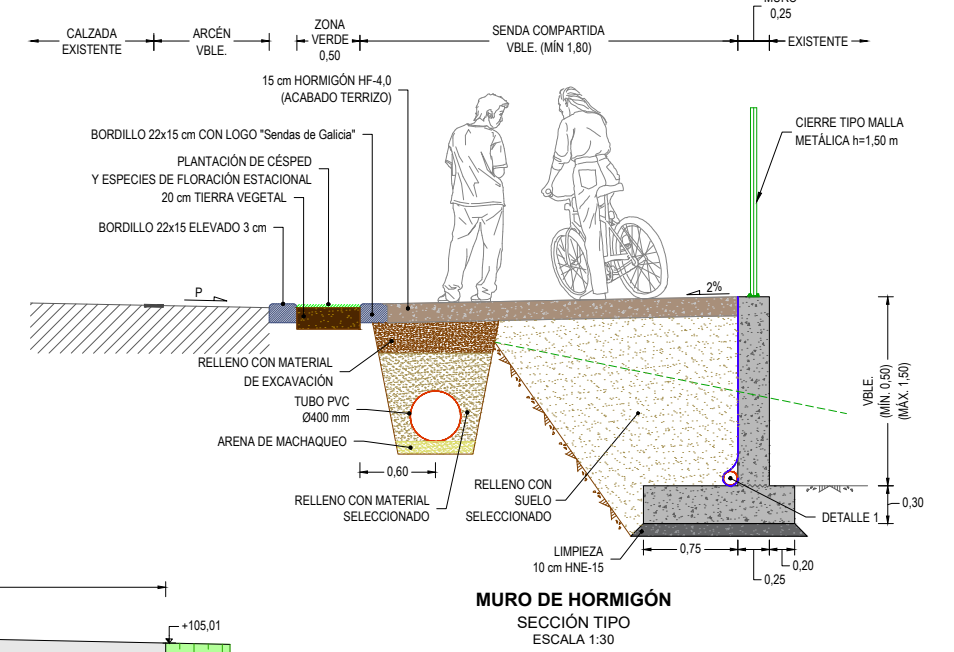 MURO
0,25
CALZADA
EXISTENTE
ARCÉN
VBLE.
ZONA
VERDE
0,50
SENDA COMPARTIDA
VBLE. (MÍN 1,80)
EXISTENTE
15 cm HORMIGÓN HF-4,0
(ACABADO TERRIZO)
BORDILLO 22x15 cm CON LOGO "Sendas de Galicia"
PLANTACIÓN DE CÉSPED
Y ESPECIES DE FLORACIÓN ESTACIONAL
20 cm TIERRA VEGETAL
BORDILLO 22x15 ELEVADO 3 cm
CIERRE TIPO MALLA
METÁLICA h=1,50 m
P
2%
RELLENO CON MATERIAL
DE EXCAVACIÓN
TUBO PVC
Ø400 mm
ARENA DE MACHAQUEO
0,60
RELLENO CON MATERIAL
SELECCIONADO
RELLENO CON
SUELO
SELECCIONADO
VBLE.
(MÍN. 0,50)
(MÁX. 1,50)
0,30
DETALLE 1
LIMPIEZA
10 cm HNE-15
0,75
0,25
0,20
MURO DE HORMIGÓN
SECCIÓN TIPO
ESCALA 1:30
+105,01